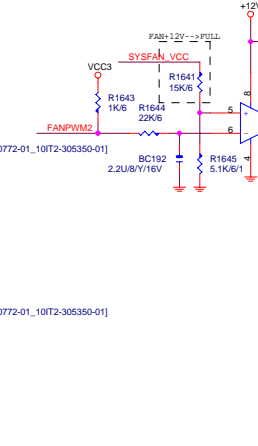 +12V
FAN+12V-->FULL
SYSFAN_VCC
VCC3
R1641
15K/6
R1643
1K/6
R1644
22K/6
8
5
+
FANPWM2
6
-
0772-01_10IT2-305350-01]
BC192
2.2U/8/Y/16V
R1645
5.1K/6/1
4
0772-01_10IT2-305350-01]